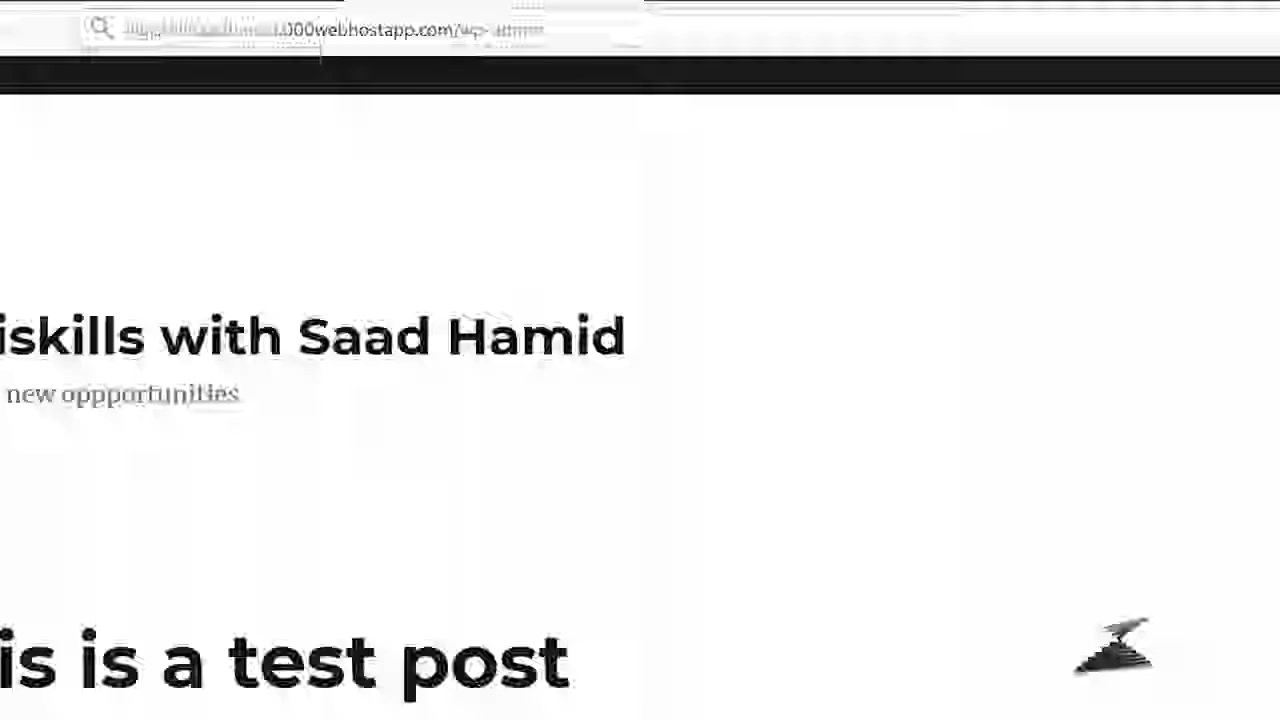 .000webhostapp.com/wp-admin
iskills with Saad Hamid
new oppportunities
is is a test post